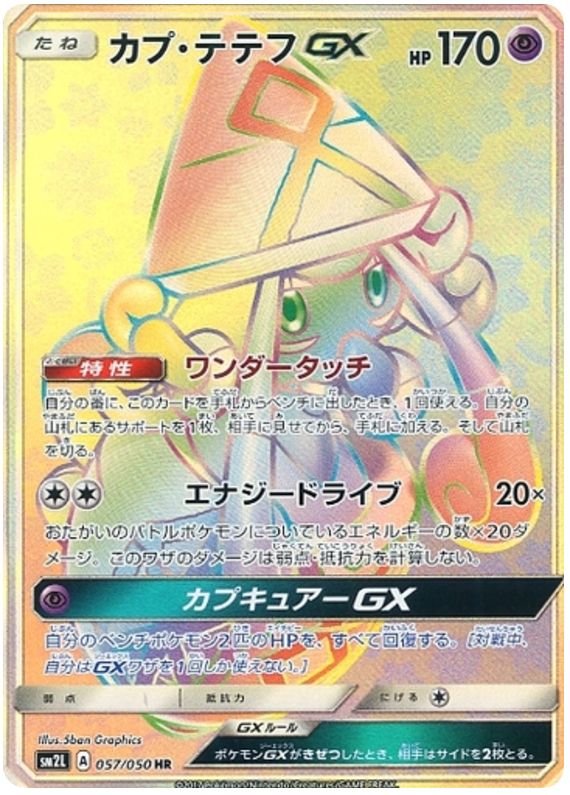 たね カプ・テテフGX HP 170
とくせい
特性 ワンダータッチ
自分の番に、このカードを手札からベンチに出したとき、1回使える。自分の
山札にあるサポートを1枚、相手に見せてから、手札に加える。そして山札
を切る。
エナジードライブ 20×
おたがいのバトルポケモンについているエネルギーの数×20ダ
メージ。このワザのダメージは弱点・抵抗力を計算しない。
カプキュアーGX
自分のベンチポケモン2匹のHPを、すべて回復する。[対戦中、
自分はGXワザを1回しか使えない。]
弱点 抵抗力 にげる
Illus. 5ban Graphics
GXルール
SM2L A 057/050 HR
ポケモンGXがきぜつしたとき、相手はサイドを2枚とる。
©2017 Pokémon/Nintendo/Creatures/GAME FREAK